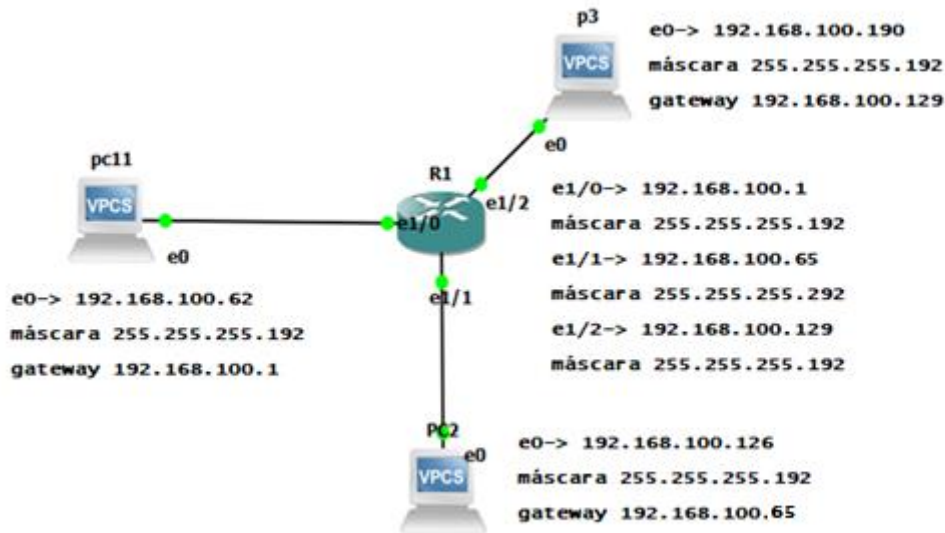 p3
e0-> 192.168.100.190
máscara 255.255.255.192
gateway 192.168.100.129
VPCS
e0
pc11
VPCS
e0
R1
e1/0
e1/2
e1/1
e1/0-> 192.168.100.1
máscara 255.255.255.192
e1/1-> 192.168.100.65
máscara 255.255.255.292
e1/2-> 192.168.100.129
máscara 255.255.255.192
e0-> 192.168.100.62
máscara 255.255.255.192
gateway 192.168.100.1
PC2
e0
VPCS
e0-> 192.168.100.126
máscara 255.255.255.192
gateway 192.168.100.65